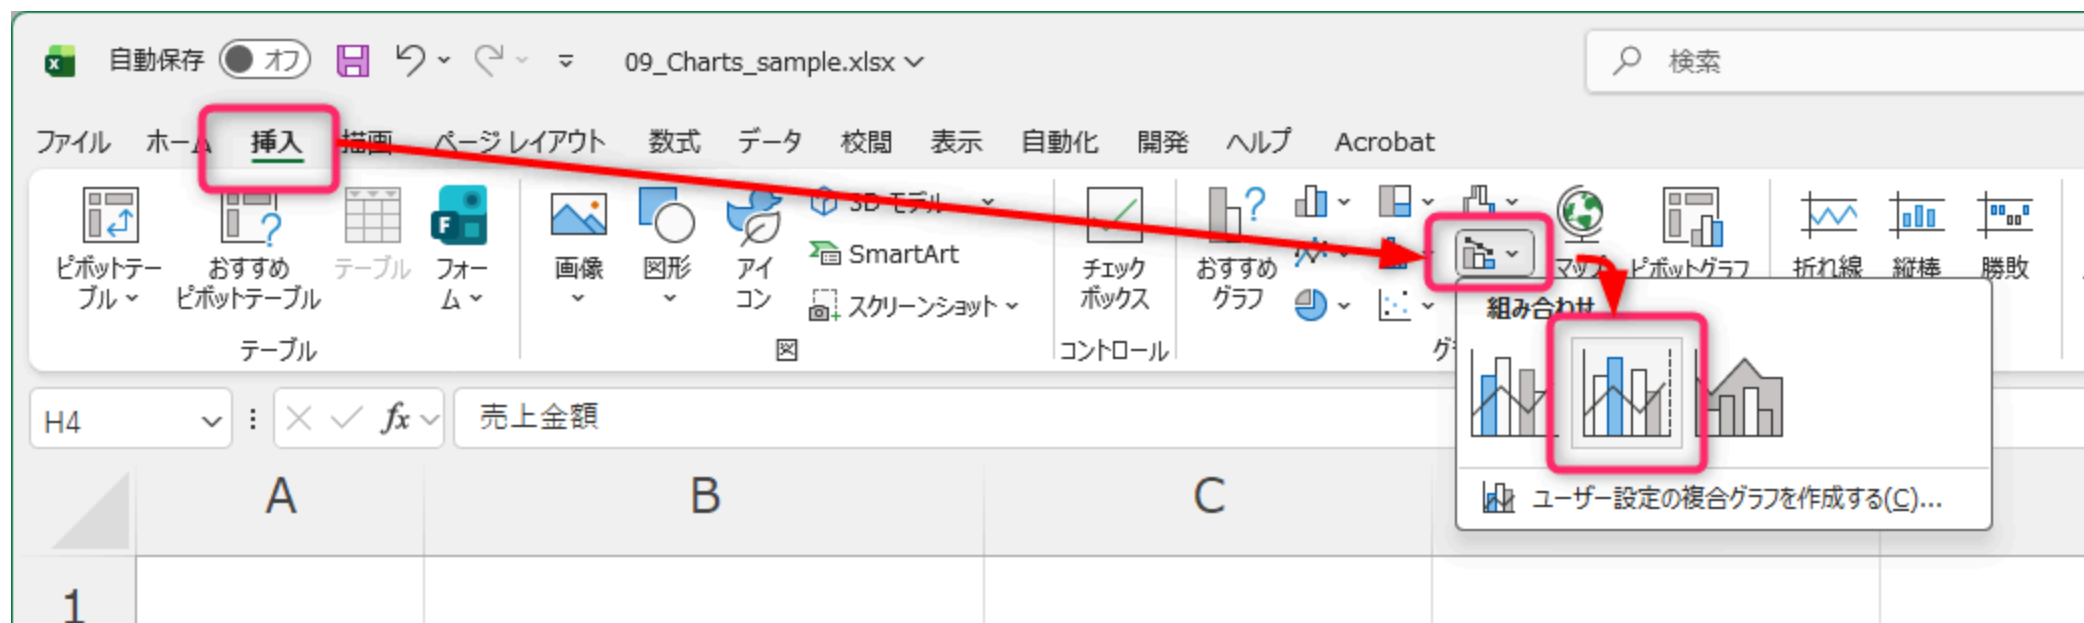 自動保存 オフ 09_Charts_sample.xlsx 検索
ファイル ホーム 挿入 描画 ページ レイアウト 数式 データ 校閲 表示 自動化 開発 ヘルプ Acrobat
ピボットテー
ブル
おすすめ
ピボットテーブル
テーブル
フォー
ム
画像
図形
アイ
コン
3D モデル
SmartArt
スクリーンショット
チェック
ボックス
おすすめ
グラフ
マップ
ピボットグラフ
折れ線
縦棒
勝敗
テーブル
図
コントロール
組み合わせ
ユーザー設定の複合グラフを作成する(C)...
H4
fx
売上金額
A B C
1